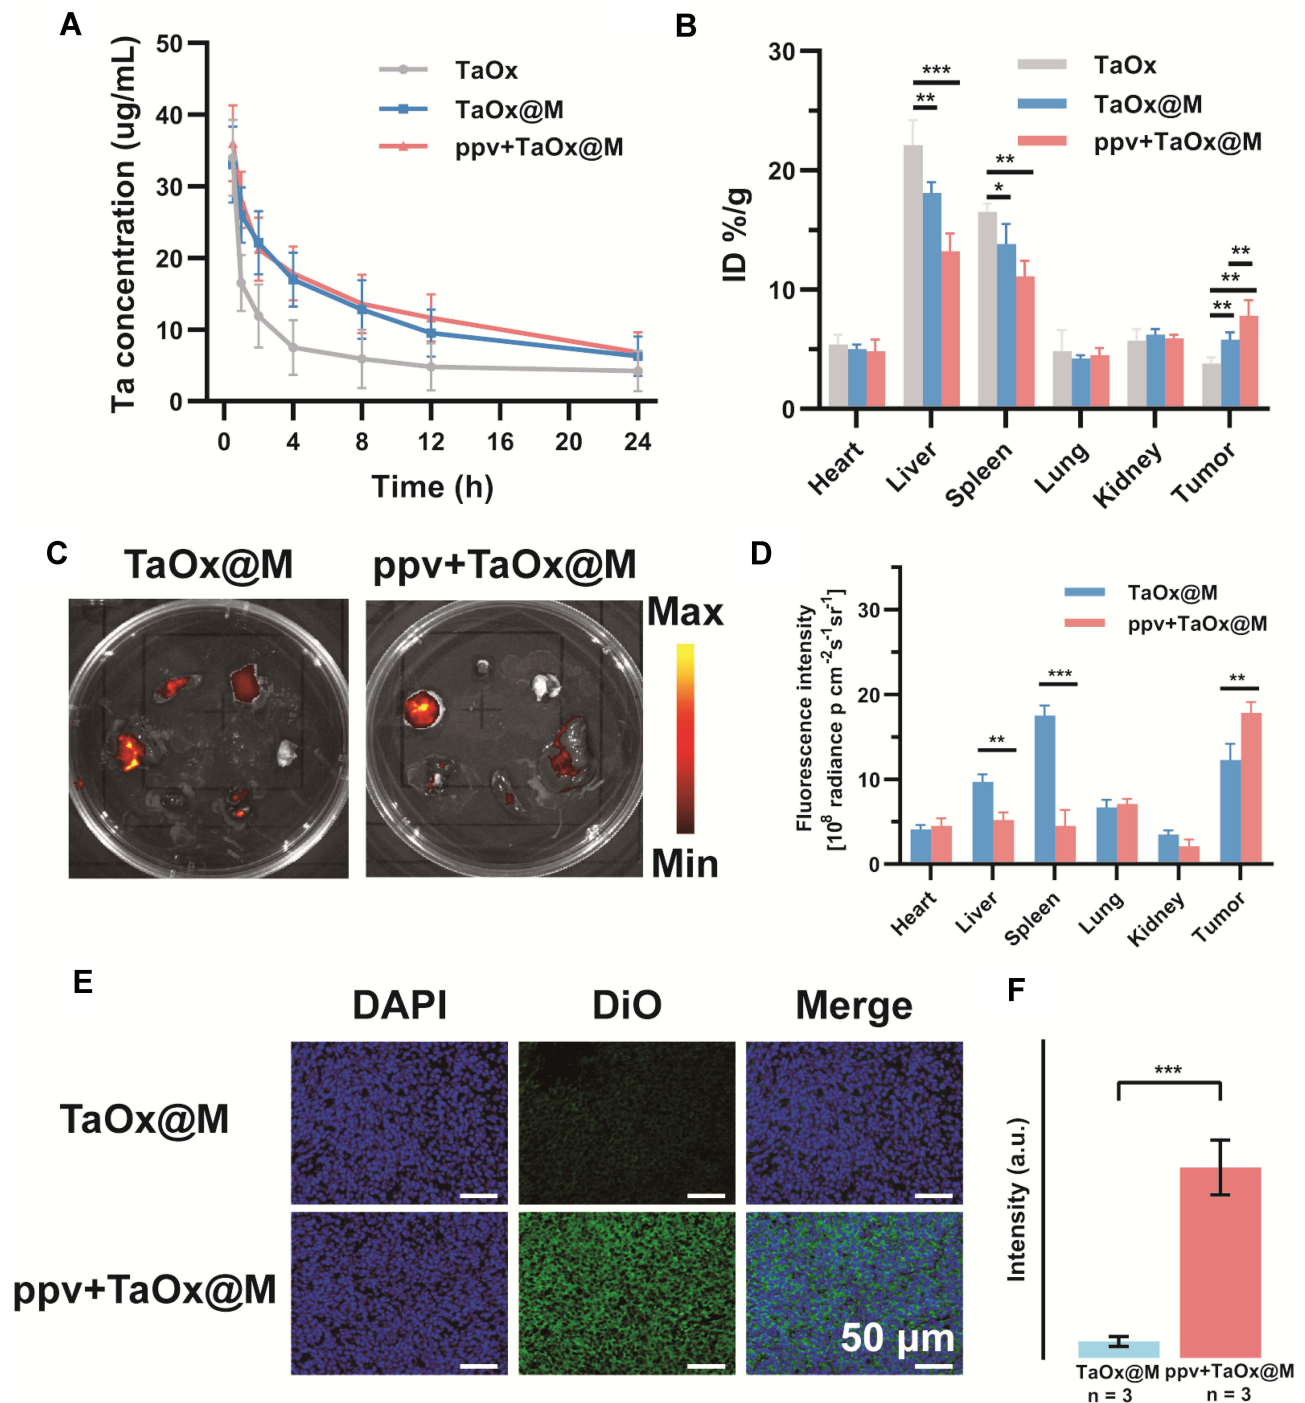 A
Ta concentration (ug/mL)
50
40
30
20
10
0
0 4 8 12 16 20 24
Time (h)
TaOx
TaOx@M
ppv+TaOx@M
B
ID %/g
30
20
10
0
TaOx
TaOx@M
ppv+TaOx@M
***
**
**
*
**
**
**
Heart Liver Spleen Lung Kidney Tumor
C
TaOx@M ppv+TaOx@M
Max
Min
D
Fluorescence intensity
[10⁸ radiance p cm⁻²s⁻¹sr⁻¹]
30
20
10
0
TaOx@M
ppv+TaOx@M
**
***
**
Heart Liver Spleen Lung Kidney Tumor
E
DAPI DiO Merge
TaOx@M
ppv+TaOx@M
50 μm
F
Intensity (a.u.)
***
TaOx@M ppv+TaOx@M
n = 3 n = 3